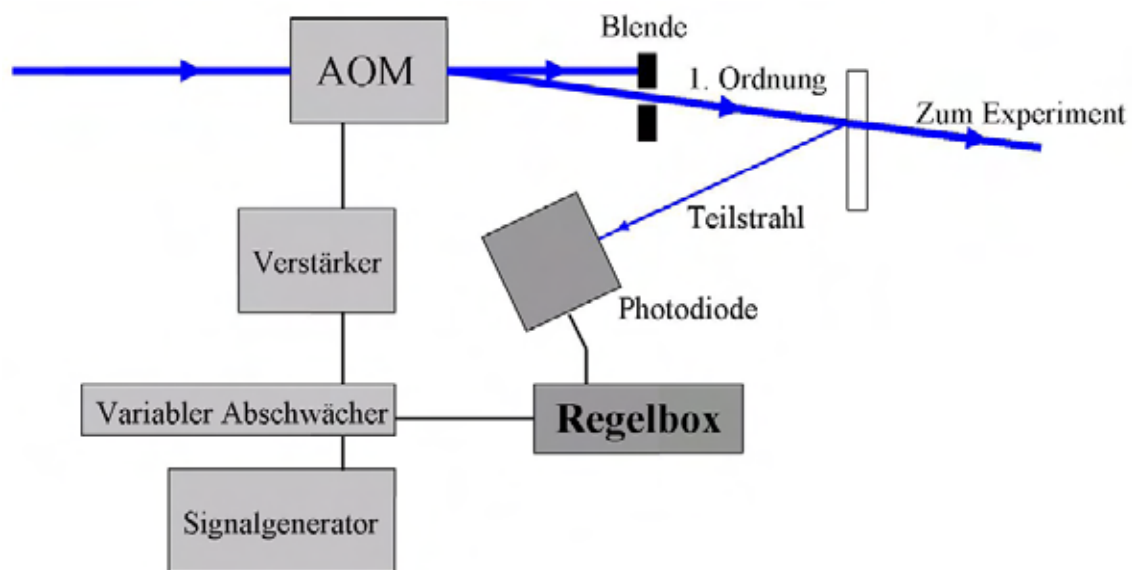 Blende
AOM
1. Ordnung
Zum Experiment
Teilstrahl
Verstärker
Photodiode
Variabler Abschwächer
Regelbox
Signalgenerator